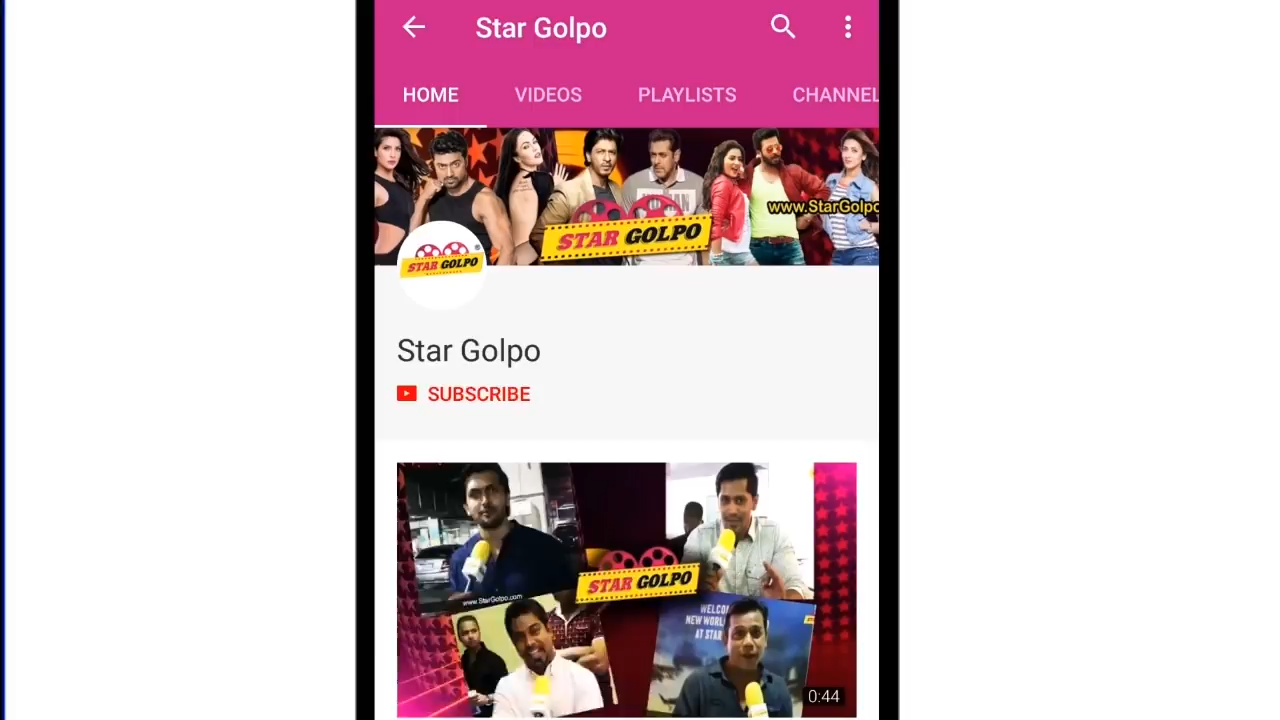 Star Golpo
HOME VIDEOS PLAYLISTS CHANNEL
www.StarGolpo
STAR GOLPO
STAR GOLPO
Star Golpo
SUBSCRIBE
STAR GOLPO
www.StarGolpo.com
WELCO
NEW WORL
AT STAR
0:44